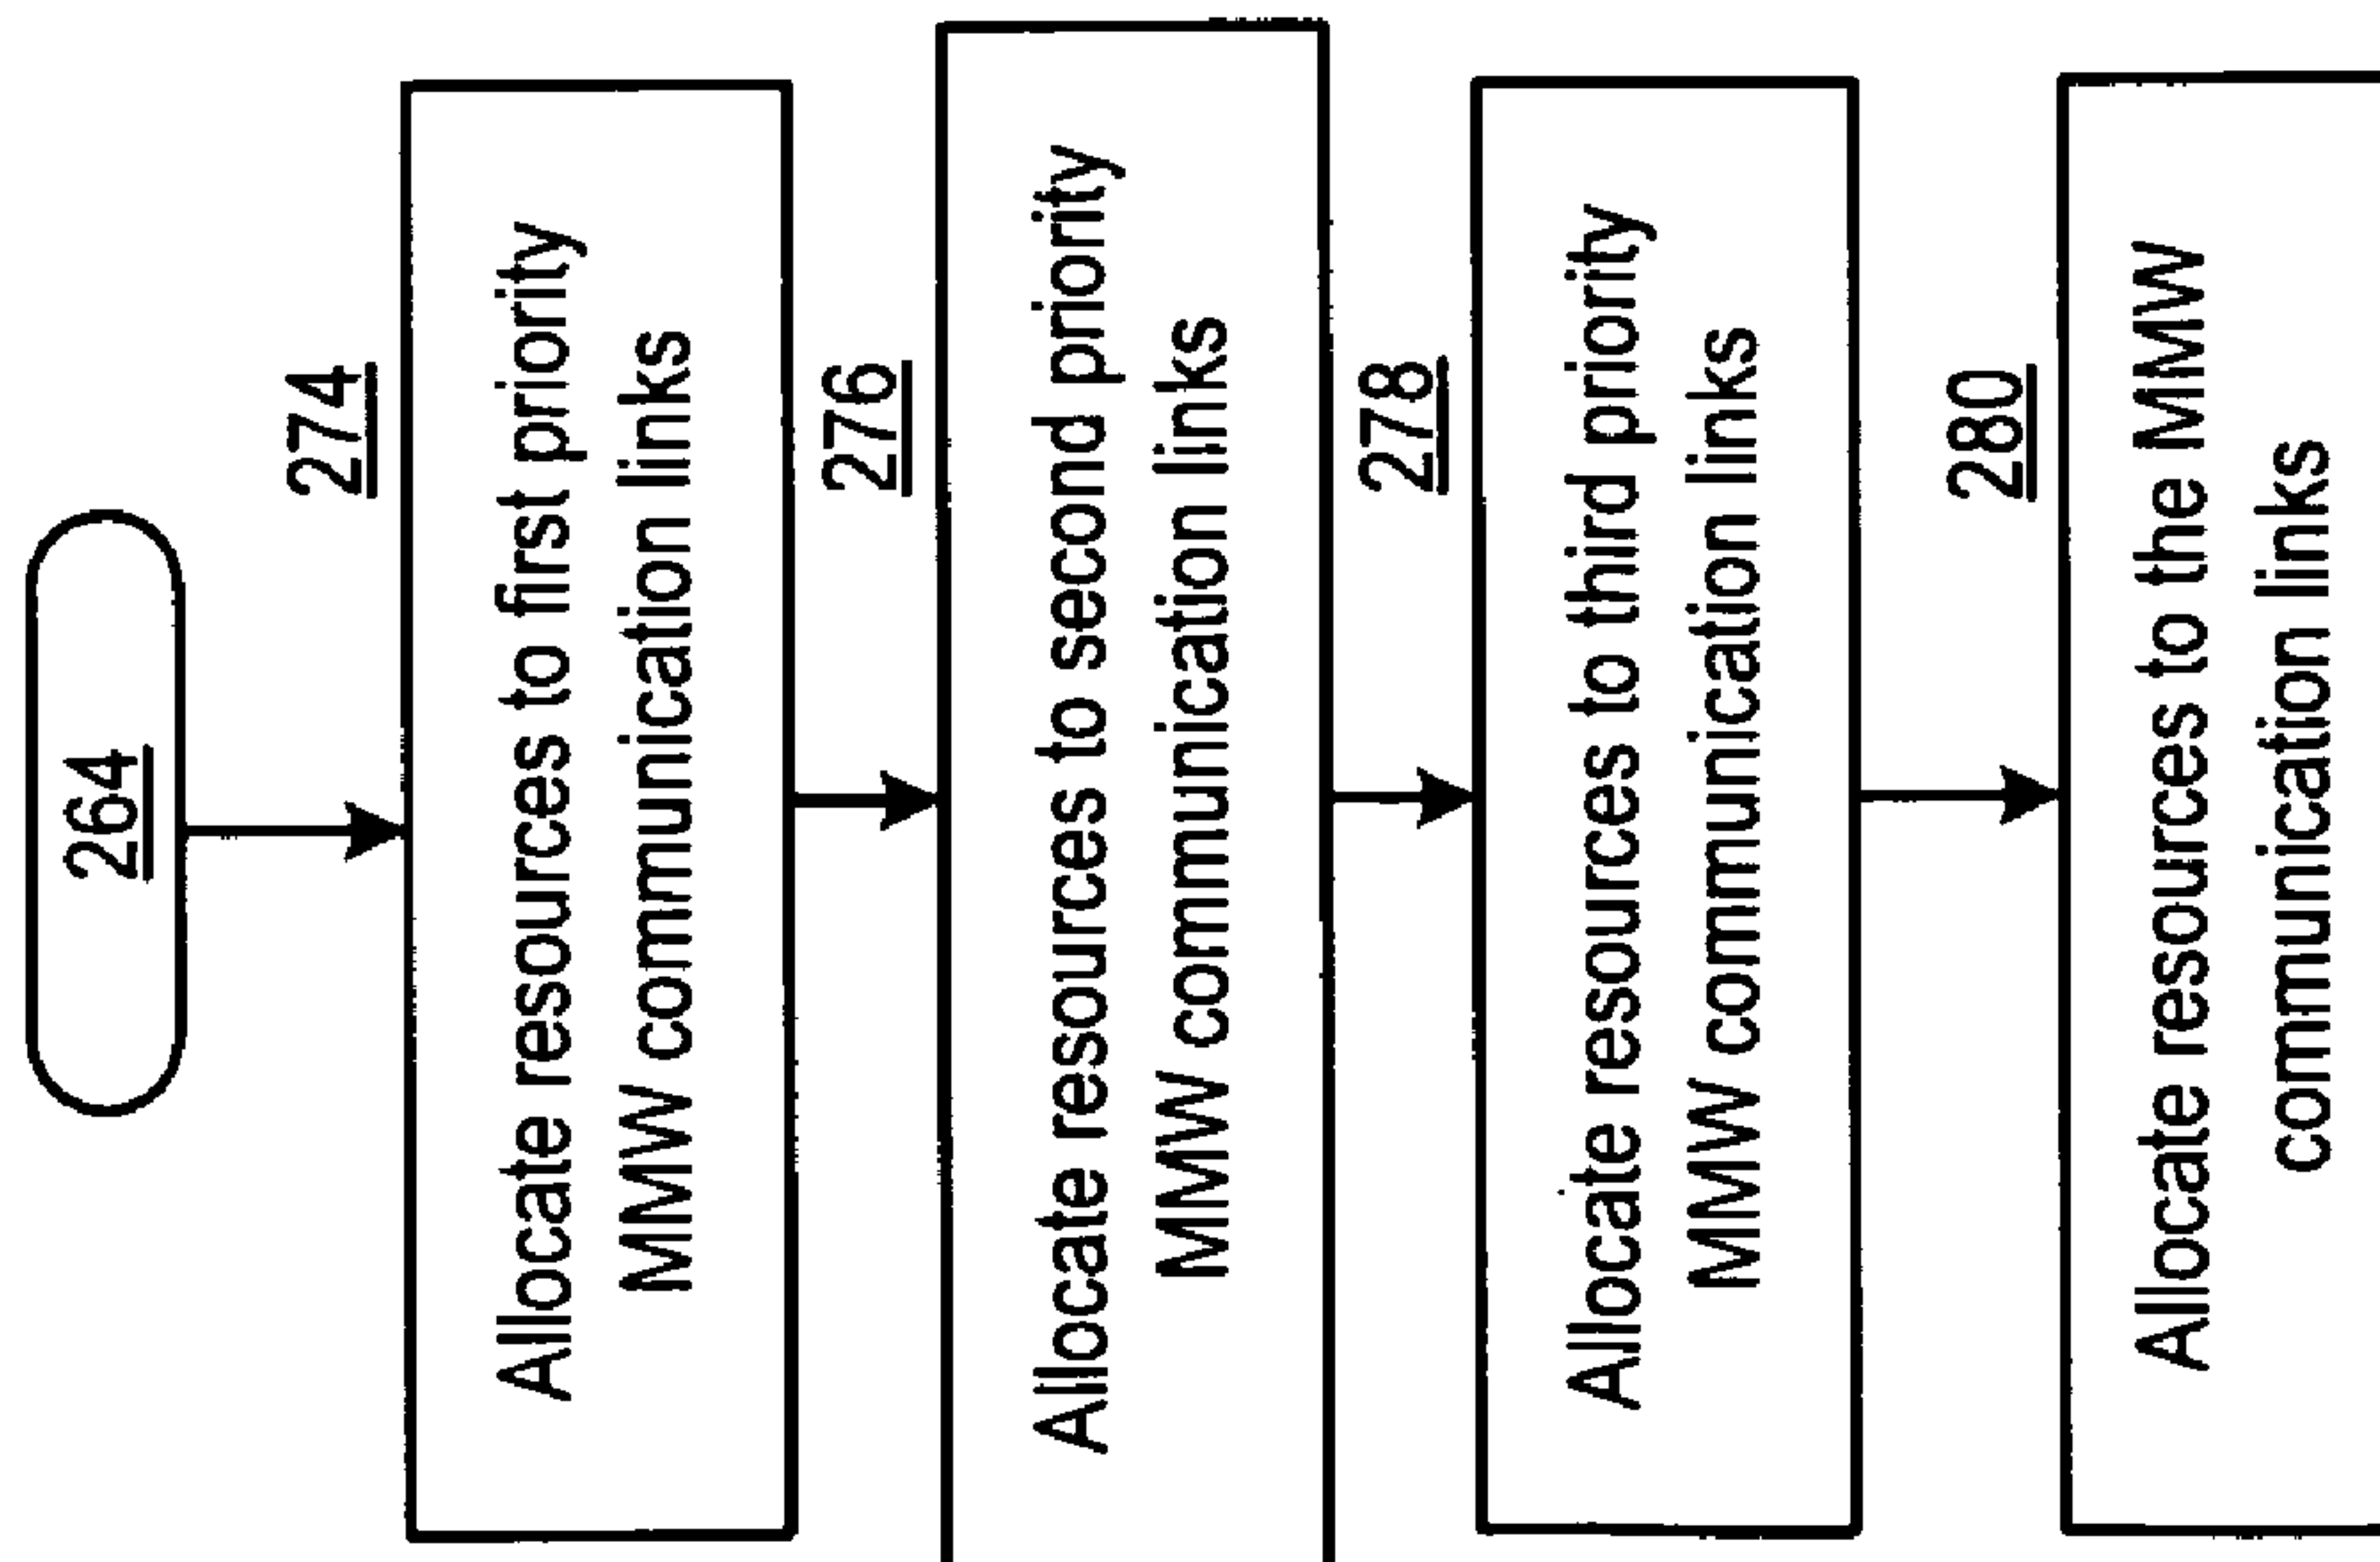 264
274
Allocate resources to first priority
MMW communication links
276
Allocate resources to second priority
MMW communication links
278
Allocate resources to third priority
MMW communication links
280
Allocate resources to the MMW
communication links